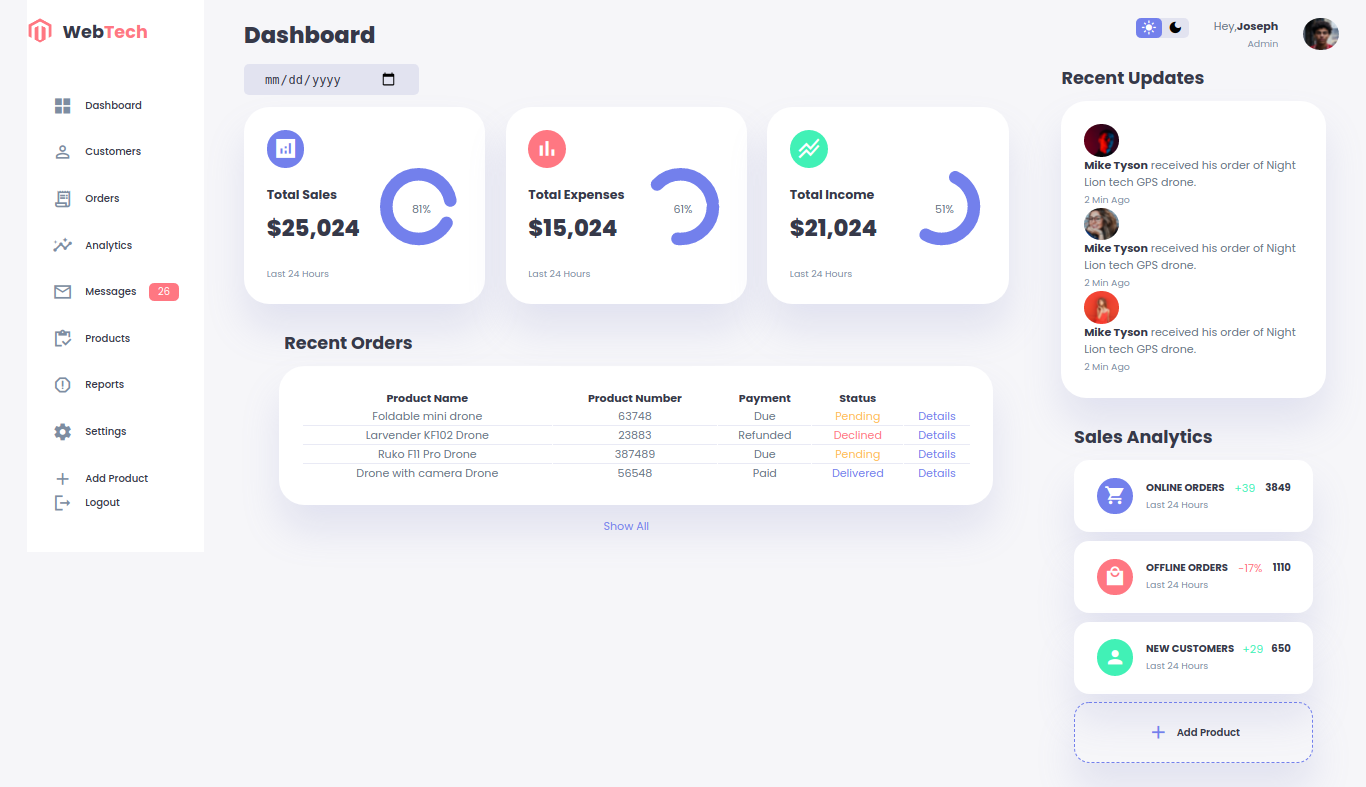 WebTech
Dashboard
Customers
Orders
Analytics
Messages 26
Products
Reports
Settings
Add Product
Logout
Dashboard
mm/dd/yyyy
Total Sales
$25,024
81%
Last 24 Hours
Total Expenses
$15,024
61%
Last 24 Hours
Total Income
$21,024
51%
Last 24 Hours
Recent Orders
Product Name Product Number Payment Status
Foldable mini drone 63748 Due Pending Details
Larvender KF102 Drone 23883 Refunded Declined Details
Ruko F11 Pro Drone 387489 Due Pending Details
Drone with camera Drone 56548 Paid Delivered Details
Show All
Hey,Joseph
Admin
Recent Updates
Mike Tyson received his order of Night
Lion tech GPS drone.
2 Min Ago
Mike Tyson received his order of Night
Lion tech GPS drone.
2 Min Ago
Mike Tyson received his order of Night
Lion tech GPS drone.
2 Min Ago
Sales Analytics
ONLINE ORDERS +39 3849
Last 24 Hours
OFFLINE ORDERS -17% 1110
Last 24 Hours
NEW CUSTOMERS +29 650
Last 24 Hours
Add Product